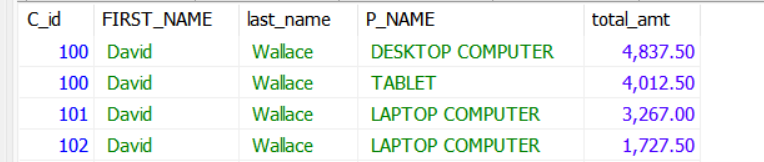 C_id FIRST_NAME last_name P_NAME total_amt
100 David Wallace DESKTOP COMPUTER 4,837.50
100 David Wallace TABLET 4,012.50
101 David Wallace LAPTOP COMPUTER 3,267.00
102 David Wallace LAPTOP COMPUTER 1,727.50